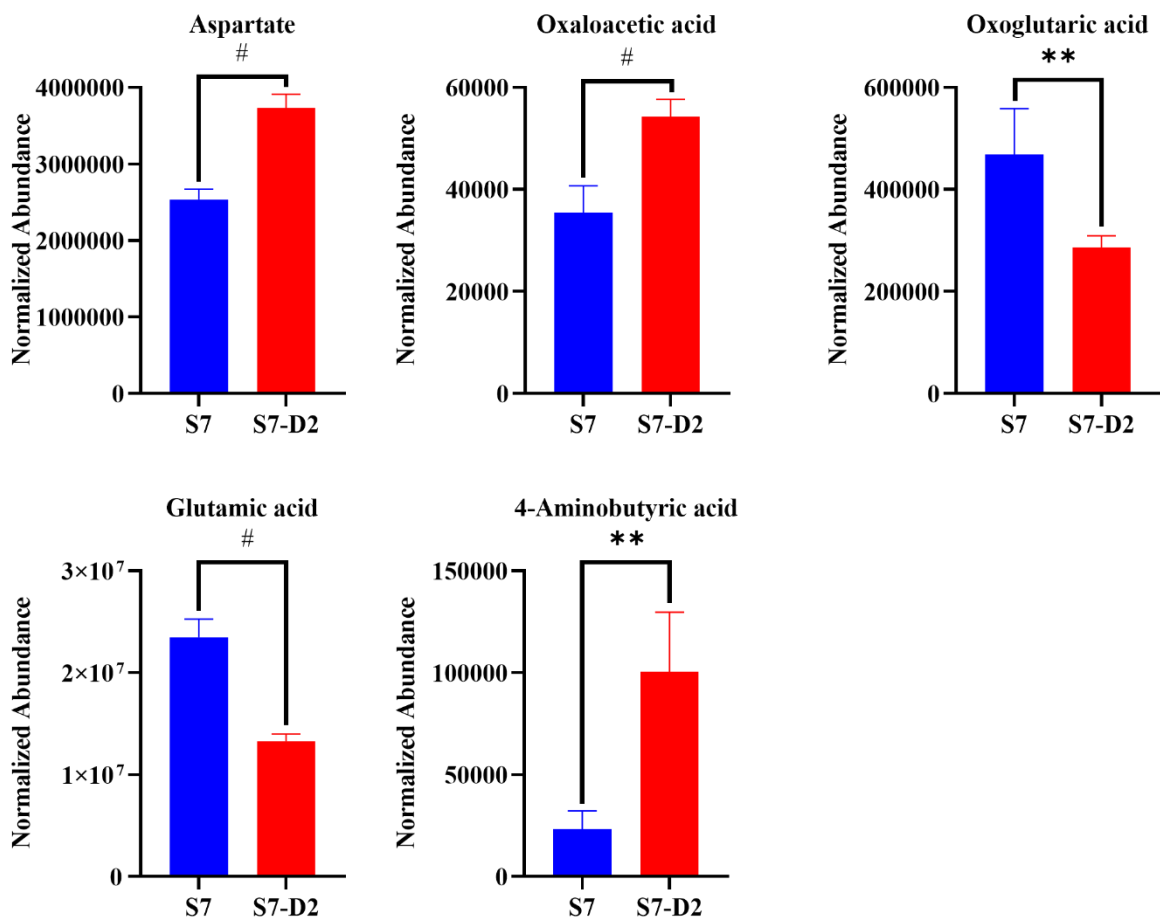 Aspartate
#
Normalized Abundance
4000000
3000000
2000000
1000000
0
S7 S7-D2
Oxaloacetic acid
#
Normalized Abundance
60000
40000
20000
0
S7 S7-D2
Oxoglutaric acid
**
Normalized Abundance
600000
400000
200000
0
S7 S7-D2
Glutamic acid
#
Normalized Abundance
3×10⁷
2×10⁷
1×10⁷
0
S7 S7-D2
4-Aminobutyric acid
**
Normalized Abundance
150000
100000
50000
0
S7 S7-D2